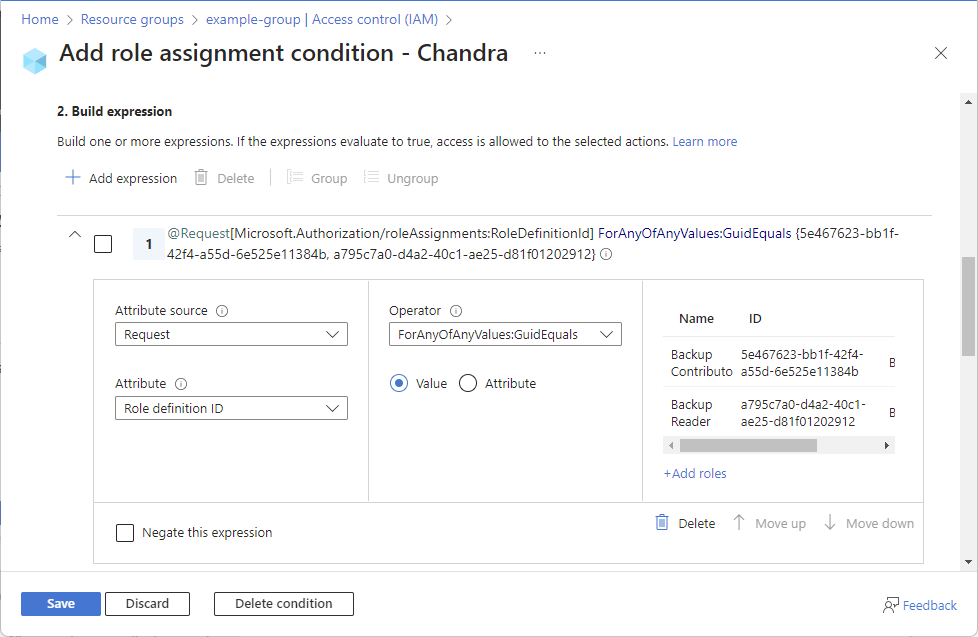 Home > Resource groups > example-group | Access control (IAM) >
Add role assignment condition - Chandra ...
2. Build expression
Build one or more expressions. If the expressions evaluate to true, access is allowed to the selected actions. Learn more
Add expression Delete Group Ungroup
1 @Request[Microsoft.Authorization/roleAssignments:RoleDefinitionId] ForAnyOfAnyValues:GuidEquals {5e467623-bb1f-
42f4-a55d-6e525e11384b, a795c7a0-d4a2-40c1-ae25-d81f01202912}
Attribute source
Request
Attribute
Role definition ID
Operator
ForAnyOfAnyValues:GuidEquals
Value Attribute
Name ID
Backup 5e467623-bb1f-42f4-
Contributo a55d-6e525e11384b B
Backup a795c7a0-d4a2-40c1-
Reader ae25-d81f01202912 B
+Add roles
Negate this expression
Delete Move up Move down
Save Discard Delete condition Feedback